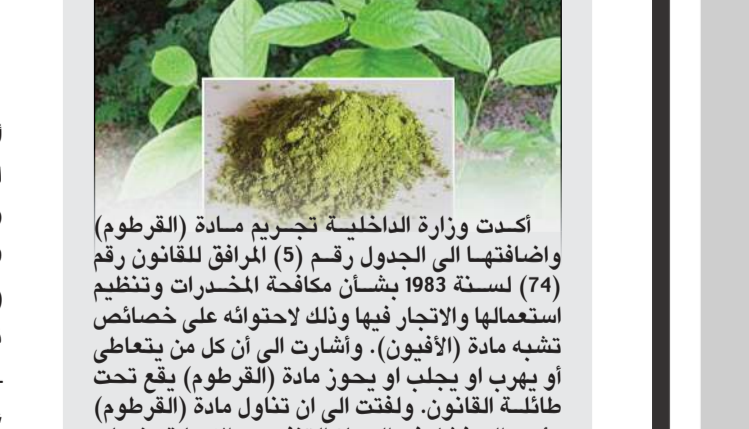 أكدت وزارة الداخلية تجريم مادة (القرطوم)
واضافتها الى الجدول رقم (5) المرافق للقانون رقم
(74) لسنة 1983 بشأن مكافحة المخدرات وتنظيم
استعمالها والاتجار فيها وذلك لاحتوائه على خصائص
تشبه مادة (الأفيون). وأشارت الى أن كل من يتعاطى
أو يهرب او يجلب او يحوز مادة (القرطوم) يقع تحت
طائلة القانون. ولفتت الى ان تناول مادة (القرطوم)